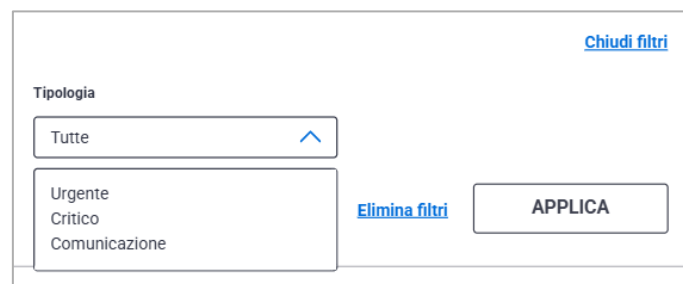 Chiudi filtri
Tipologia
Tutte
Urgente
Critico
Comunicazione
Elimina filtri
APPLICA